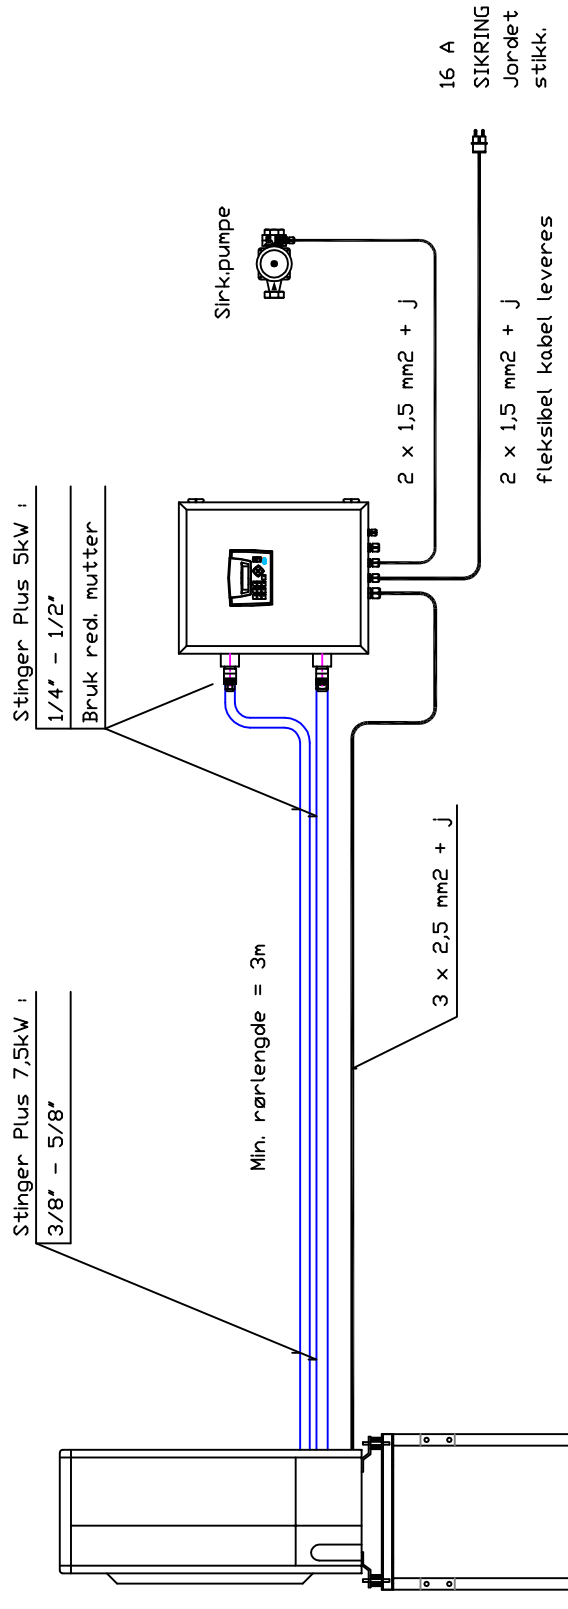 Stinger Plus 7,5kW :
3/8" - 5/8"
Stinger Plus 5kW :
1/4" - 1/2"
Bruk red. mutter
Sirk.pumpe
Min. rørlengde = 3m
3 x 2,5 mm2 + j
2 x 1,5 mm2 + j
2 x 1,5 mm2 + j
fleksibel kabel leveres
16 A
SIKRING
Jordet
stikk.